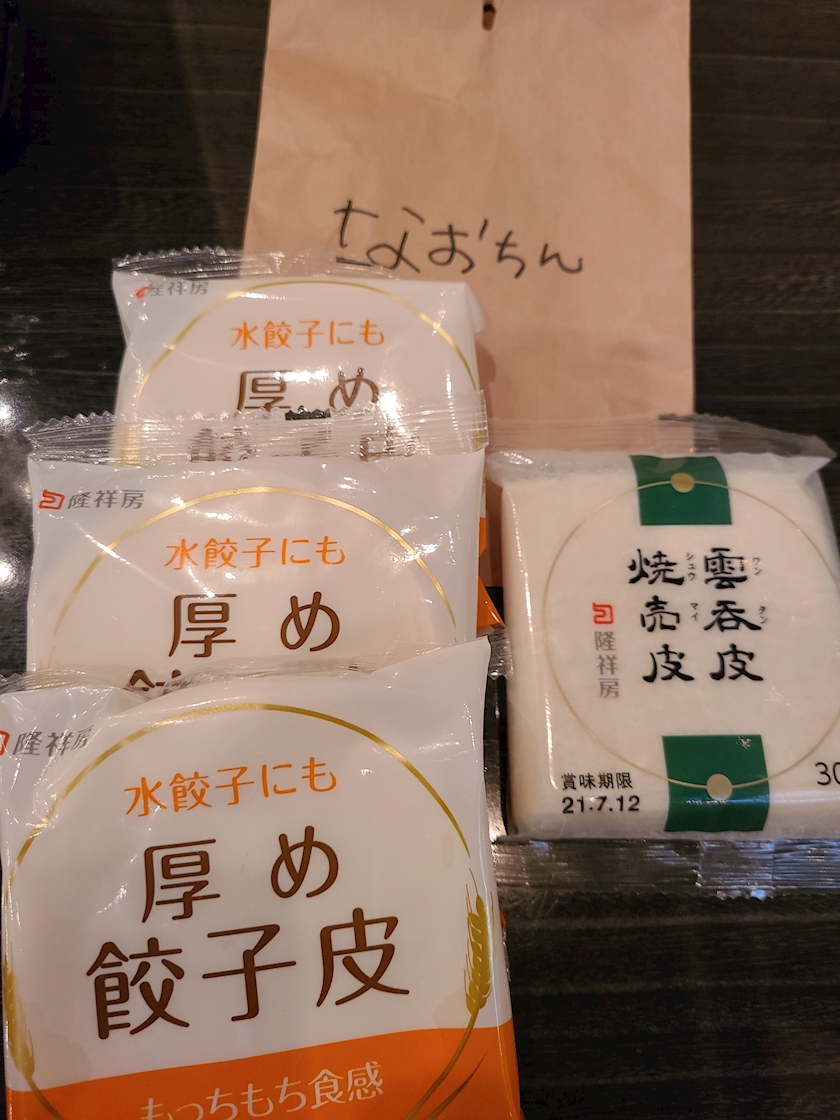 なおちん
隆祥房
水餃子にも
厚め
隆祥房
水餃子にも
厚め
隆祥房
水餃子にも
厚め
餃子皮
もっちもち食感
雲呑皮
ワンタン
焼売皮
シュウマイ
隆祥房
賞味期限
21.7.12
30